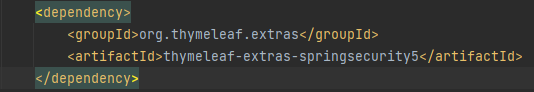 <dependency>
<groupId>org.thymeleaf.extras</groupId>
<artifactId>thymeleaf-extras-springsecurity5</artifactId>
</dependency>